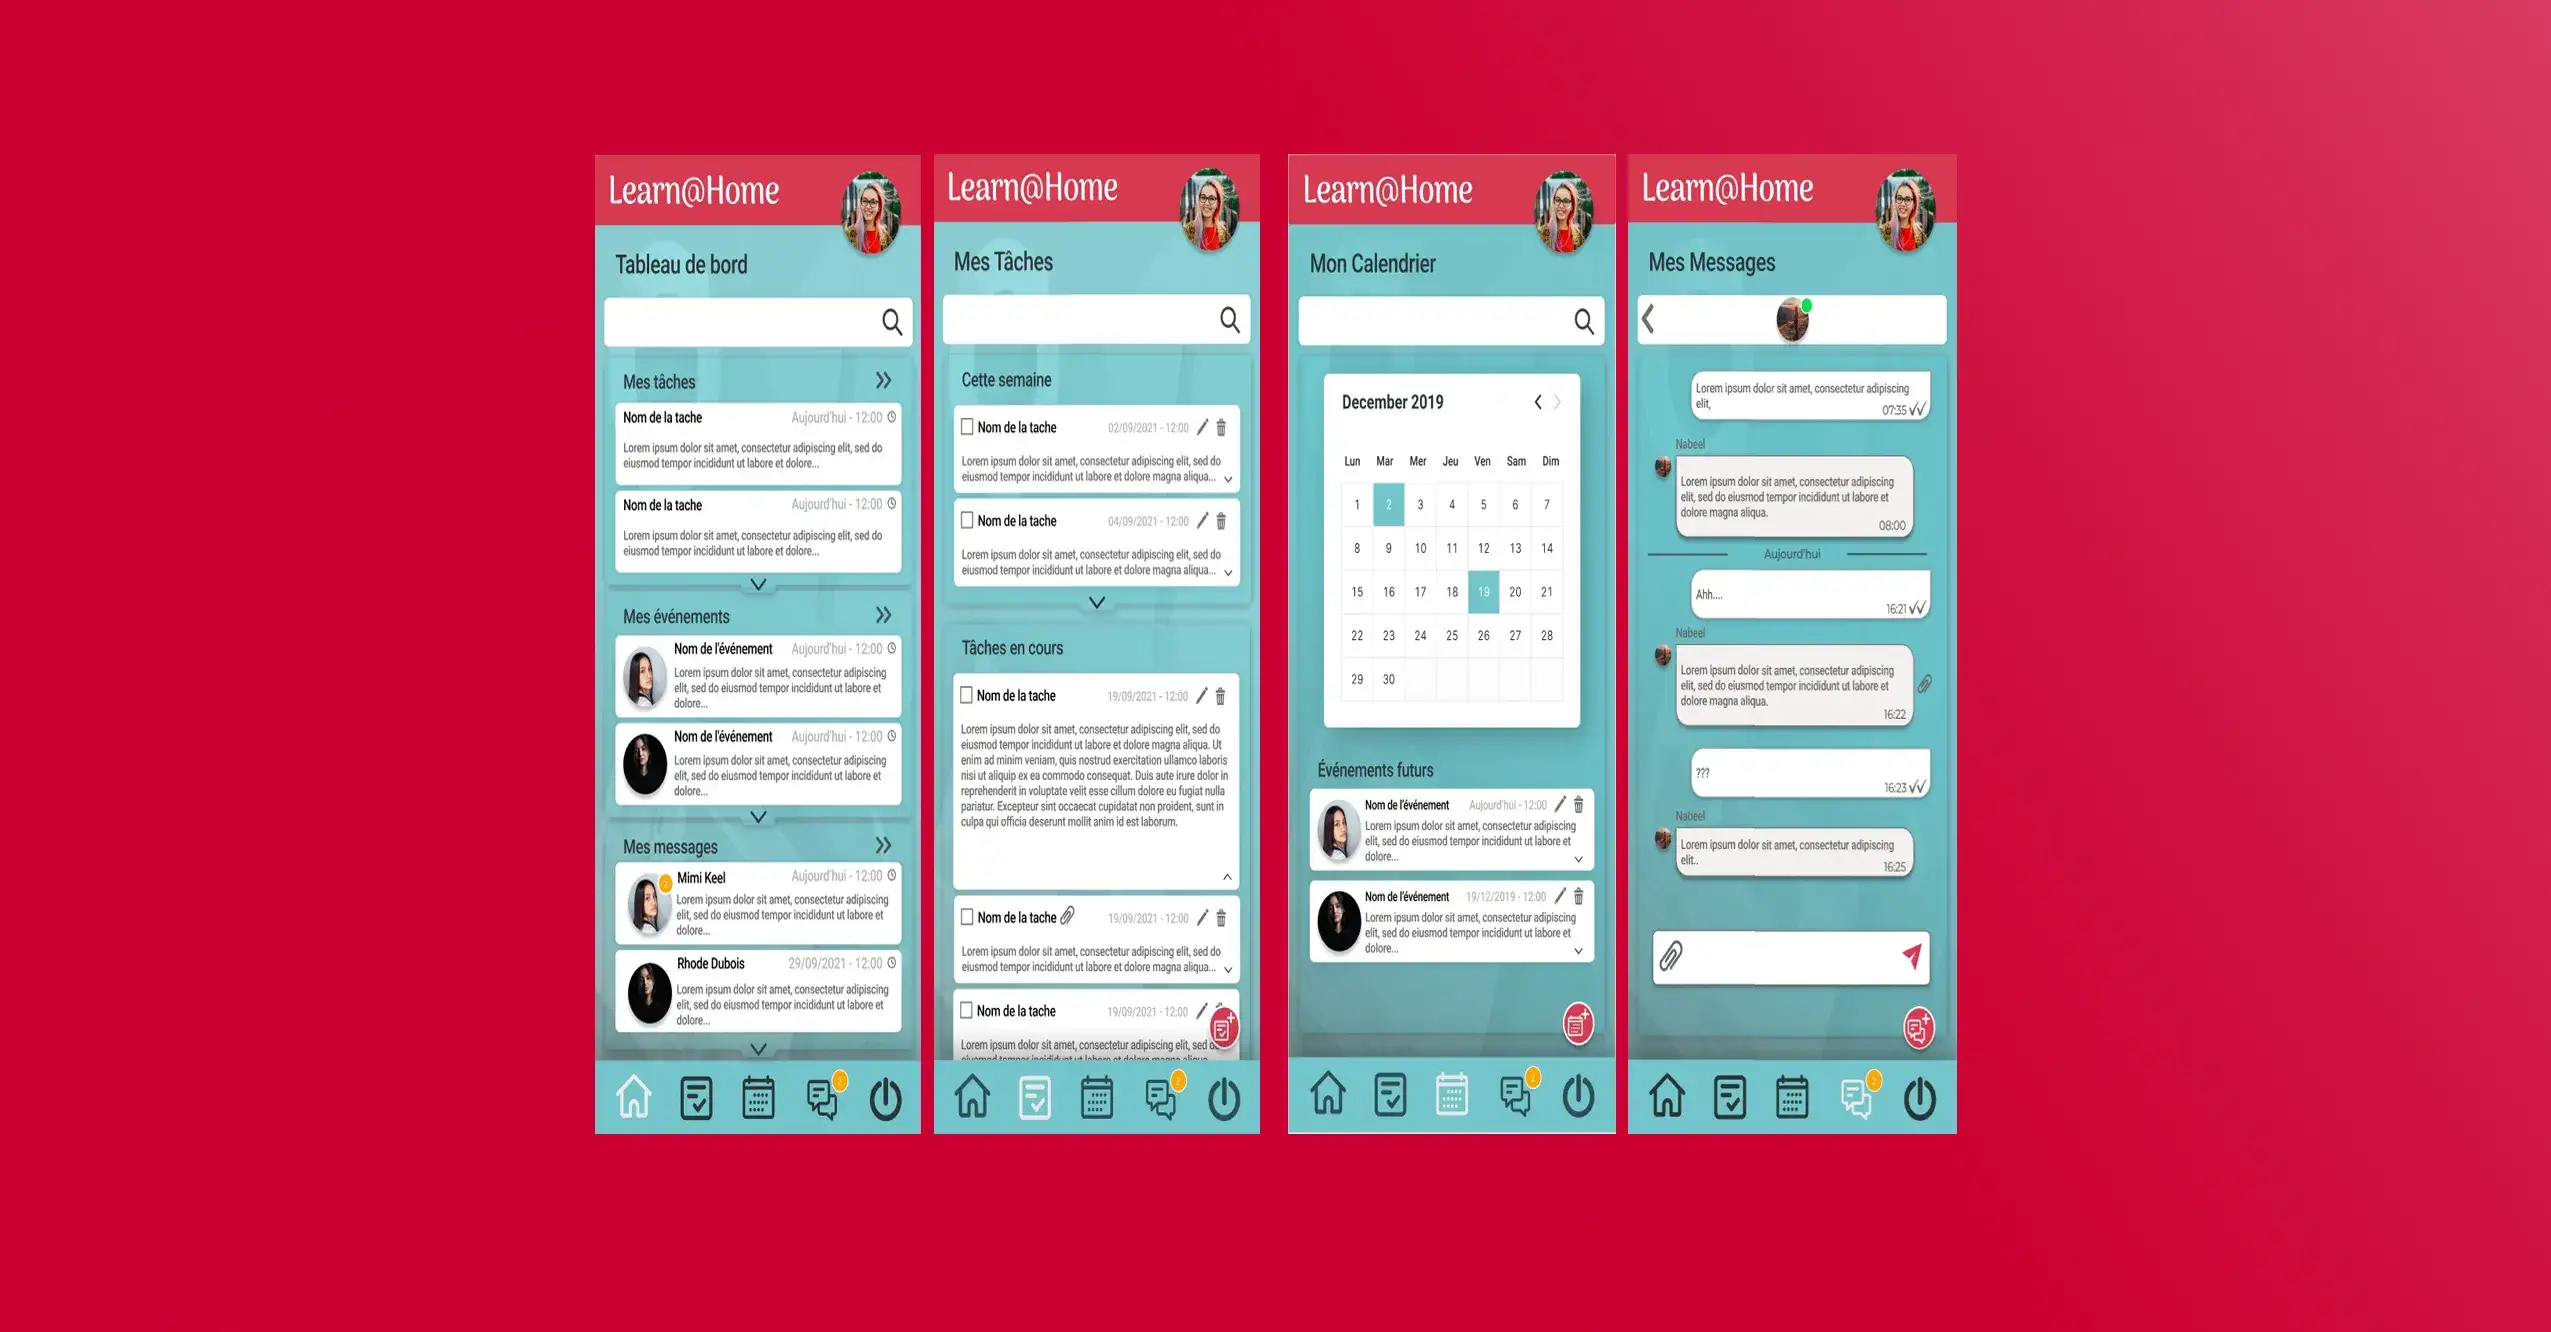 Learn@Home
Tableau de bord
Mes tâches
Nom de la tache Aujourd'hui - 12:00
Lorem ipsum dolor sit amet, consectetur adipiscing elit, sed do
eiusmod tempor incididunt ut labore et dolore...
Nom de la tache Aujourd'hui - 12:00
Lorem ipsum dolor sit amet, consectetur adipiscing elit, sed do
eiusmod tempor incididunt ut labore et dolore...
Mes événements
Nom de l'événement Aujourd'hui - 12:00
Lorem ipsum dolor sit amet, consectetur adipiscing
elit, sed do eiusmod tempor incididunt ut labore et
dolore...
Nom de l'événement Aujourd'hui - 12:00
Lorem ipsum dolor sit amet, consectetur adipiscing
elit, sed do eiusmod tempor incididunt ut labore et
dolore...
Mes messages
Mimi Keel Aujourd'hui - 12:00
Lorem ipsum dolor sit amet, consectetur adipiscing
elit, sed do eiusmod tempor incididunt ut labore et
dolore...
Rhode Dubois 29/09/2021 - 12:00
Lorem ipsum dolor sit amet, consectetur adipiscing
elit, sed do eiusmod tempor incididunt ut labore et
dolore...
Learn@Home
Mes Tâches
Cette semaine
Nom de la tache 02/09/2021 - 12:00
Lorem ipsum dolor sit amet, consectetur adipiscing elit, sed do
eiusmod tempor incididunt ut labore et dolore magna aliqua...
Nom de la tache 04/09/2021 - 12:00
Lorem ipsum dolor sit amet, consectetur adipiscing elit, sed do
eiusmod tempor incididunt ut labore et dolore magna aliqua...
Tâches en cours
Nom de la tache 19/09/2021 - 12:00
Lorem ipsum dolor sit amet, consectetur adipiscing elit, sed do
eiusmod tempor incididunt ut labore et dolore magna aliqua. Ut
enim ad minim veniam, quis nostrud exercitation ullamco laboris
nisi ut aliquip ex ea commodo consequat. Duis aute irure dolor in
reprehenderit in voluptate velit esse cillum dolore eu fugiat nulla
pariatur. Excepteur sint occaecat cupidatat non proident, sunt in
culpa qui officia deserunt mollit anim id est laborum.
Nom de la tache 19/09/2021 - 12:00
Lorem ipsum dolor sit amet, consectetur adipiscing elit, sed do
eiusmod tempor incididunt ut labore et dolore magna aliqua...
Nom de la tache 19/09/2021 - 12:00
Lorem ipsum dolor sit amet, consectetur adipiscing elit, sed do
eiusmod tempor incididunt ut labore et dolore magna aliqua...
2
Learn@Home
Mon Calendrier
December 2019
Lun Mar Mer Jeu Ven Sam Dim
1 2 3 4 5 6 7
8 9 10 11 12 13 14
15 16 17 18 19 20 21
22 23 24 25 26 27 28
29 30
Événements futurs
Nom de l'événement Aujourd'hui - 12:00
Lorem ipsum dolor sit amet, consectetur adipiscing
elit, sed do eiusmod tempor incididunt ut labore et
dolore...
Nom de l'événement 19/12/2019 - 12:00
Lorem ipsum dolor sit amet, consectetur adipiscing
elit, sed do eiusmod tempor incididunt ut labore et
dolore...
2
Learn@Home
Mes Messages
Lorem ipsum dolor sit amet, consectetur adipiscing
elit,
07:35
Nabeel
Lorem ipsum dolor sit amet, consectetur adipiscing
elit, sed do eiusmod tempor incididunt ut labore et
dolore magna aliqua.
08:00
Aujourd'hui
Ahh....
16:21
Nabeel
Lorem ipsum dolor sit amet, consectetur adipiscing
elit, sed do eiusmod tempor incididunt ut labore et
dolore magna aliqua.
16:22
???
16:23
Nabeel
Lorem ipsum dolor sit amet, consectetur adipiscing
elit..
16:25
2